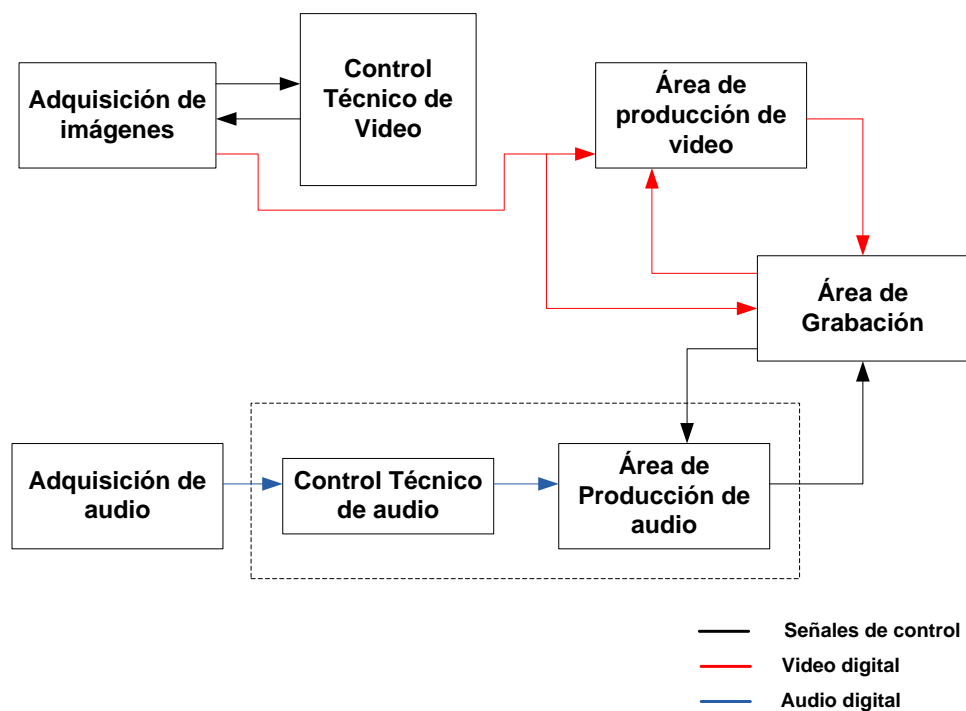 Adquisición de
imágenes
Control
Técnico de
Video
Área de
producción de
video
Área de
Grabación
Adquisición de
audio
Control Técnico
de audio
Área de
Producción de
audio
Señales de control
Video digital
Audio digital